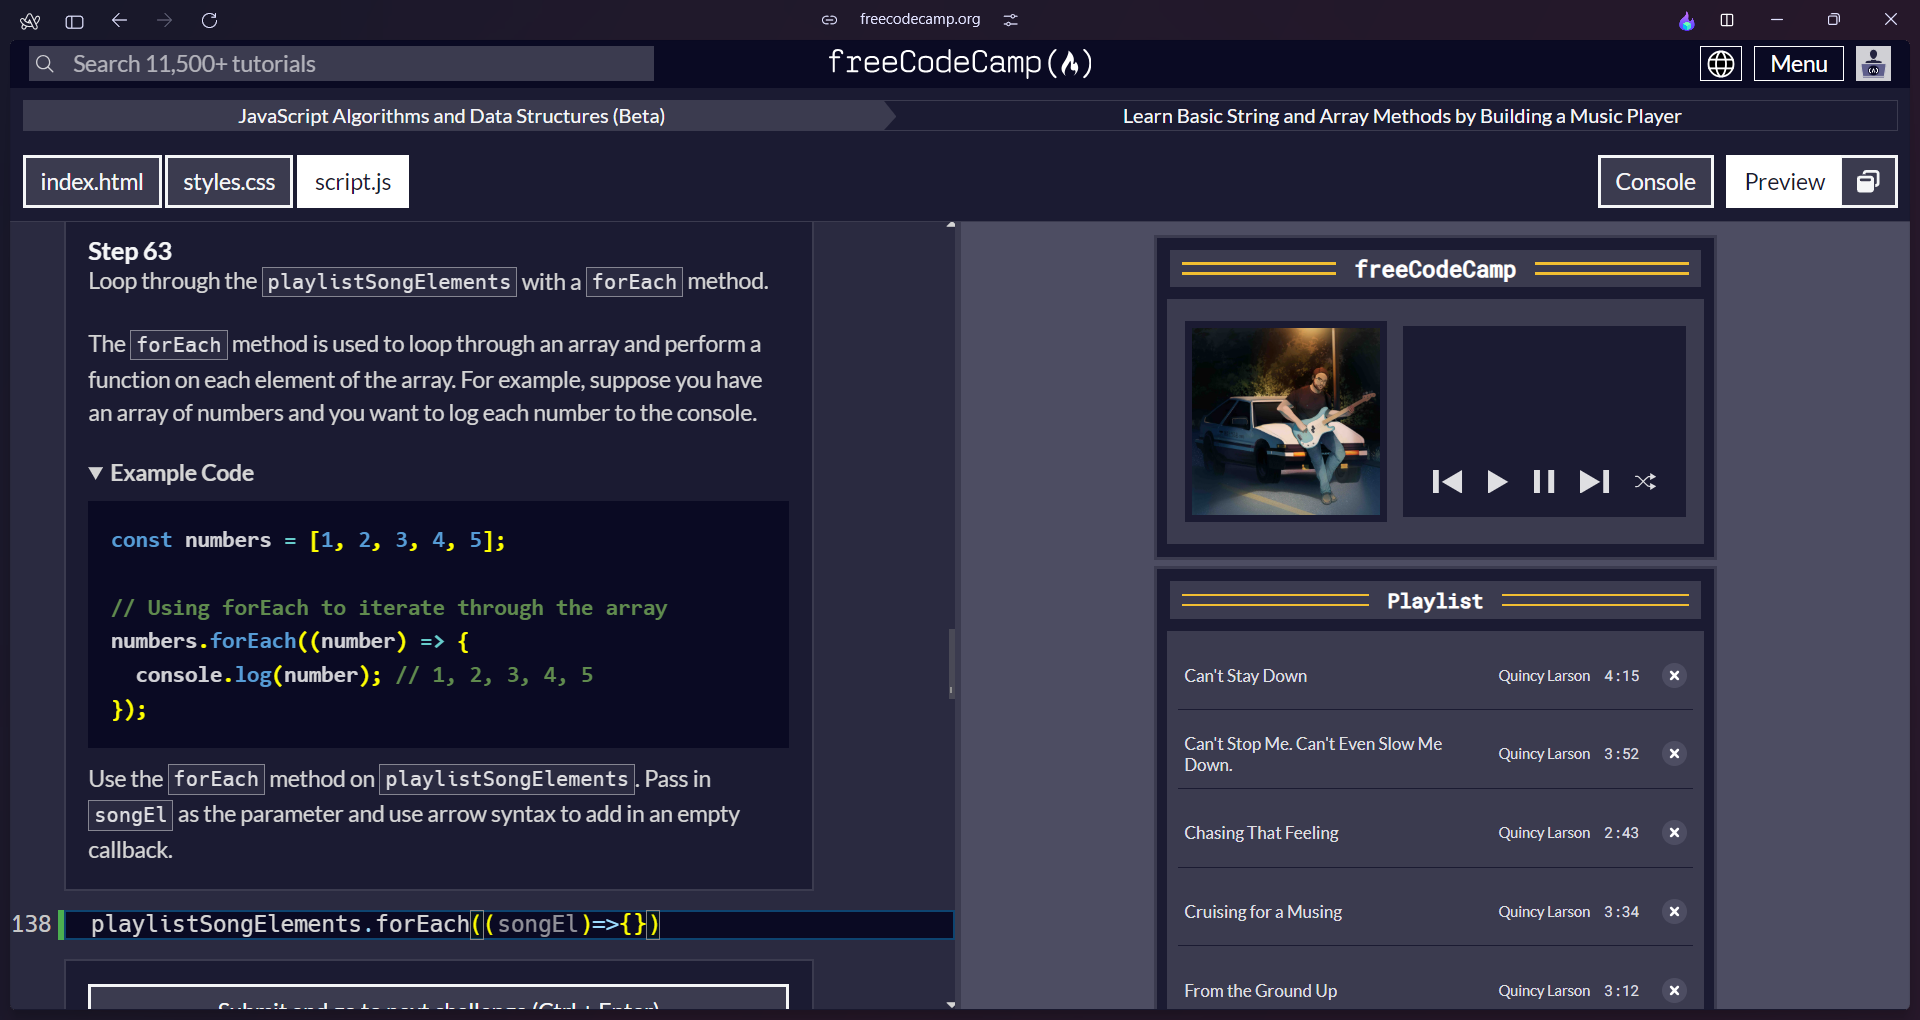 freecodecamp.org
Search 11,500+ tutorials
freeCodeCamp
Menu
JavaScript Algorithms and Data Structures (Beta)
Learn Basic String and Array Methods by Building a Music Player
index.html
styles.css
script.js
Console
Preview
Step 63
Loop through the playlistSongElements with a forEach method.
The forEach method is used to loop through an array and perform a
function on each element of the array. For example, suppose you have
an array of numbers and you want to log each number to the console.
Example Code
const numbers = [1, 2, 3, 4, 5];
// Using forEach to iterate through the array
numbers.forEach((number) => {
console.log(number); // 1, 2, 3, 4, 5
});
Use the forEach method on playlistSongElements. Pass in
songEl as the parameter and use arrow syntax to add in an empty
callback.
138 playlistSongElements.forEach((songEl)=>{})
Submit and go to next challenge (Ctrl + Enter)
freeCodeCamp
Playlist
Can't Stay Down Quincy Larson 4:15
Can't Stop Me. Can't Even Slow Me
Down. Quincy Larson 3:52
Chasing That Feeling Quincy Larson 2:43
Cruising for a Musing Quincy Larson 3:34
From the Ground Up Quincy Larson 3:12